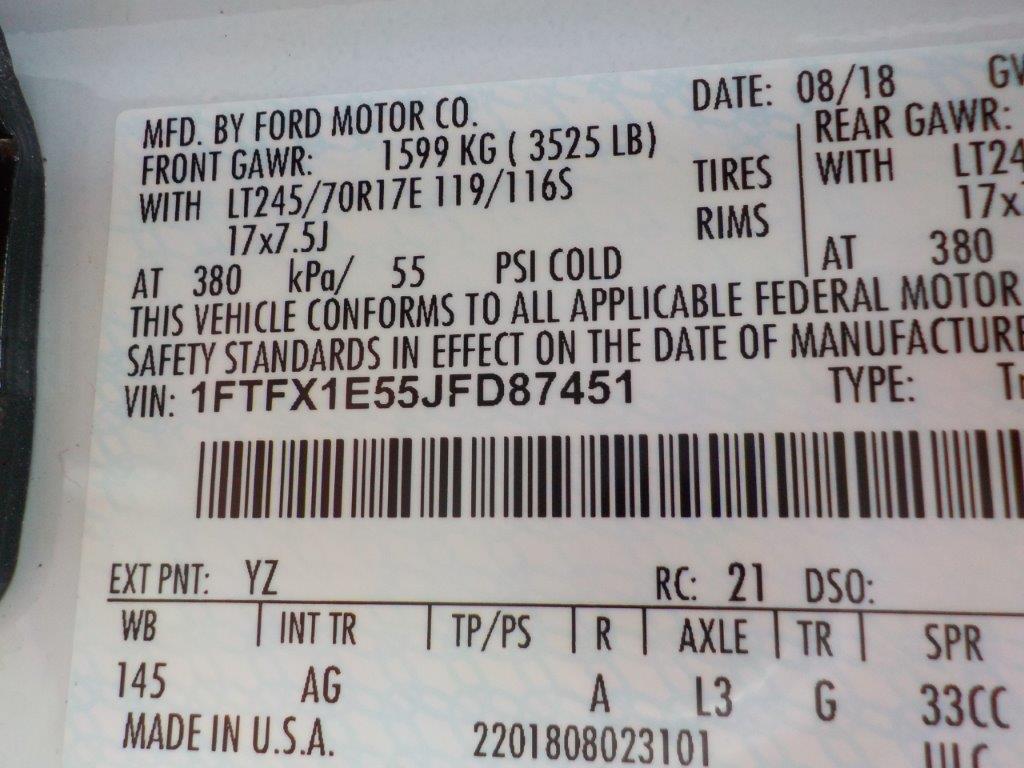 MFD. BY FORD MOTOR CO. DATE: 08/18
FRONT GAWR: 1599 KG ( 3525 LB) REAR GAWR:
WITH LT245/70R17E 119/116S TIRES WITH
17x7.5J RIMS
AT 380 kPa/ 55 PSI COLD AT 380
THIS VEHICLE CONFORMS TO ALL APPLICABLE FEDERAL MOTOR
SAFETY STANDARDS IN EFFECT ON THE DATE OF MANUFACTURE
VIN: 1FTFX1E55JFD87451 TYPE:
EXT PNT: YZ RC: 21 DSO:
WB INT TR TP/PS R AXLE TR SPR
145 AG A L3 G 33CC
MADE IN U.S.A. 2201808023101